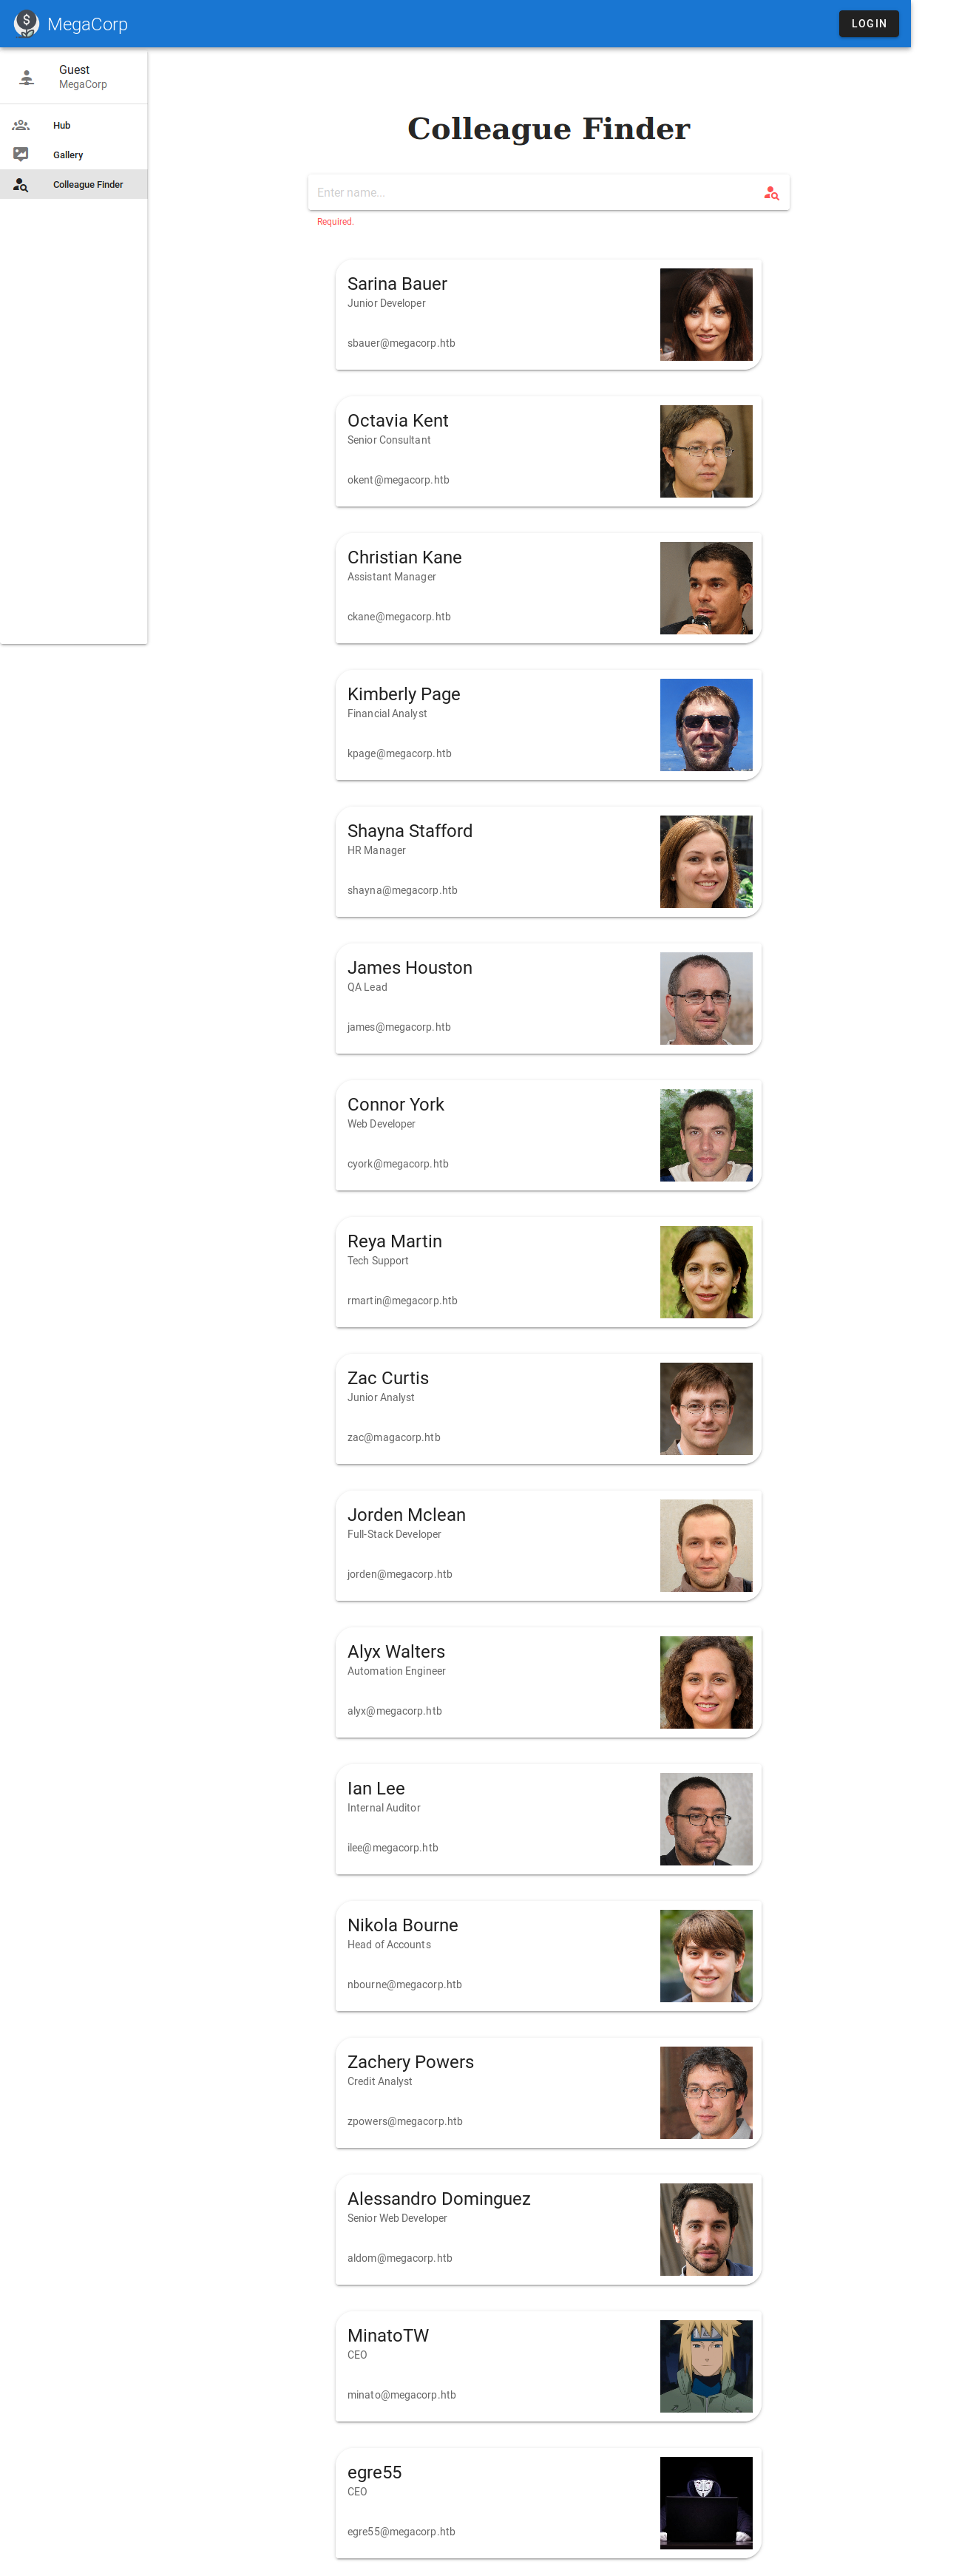 MegaCorp
LOGIN
Guest
MegaCorp
Hub
Gallery
Colleague Finder
Colleague Finder
Enter name...
Required.
Sarina Bauer
Junior Developer
sbauer@megacorp.htb
Octavia Kent
Senior Consultant
okent@megacorp.htb
Christian Kane
Assistant Manager
ckane@megacorp.htb
Kimberly Page
Financial Analyst
kpage@megacorp.htb
Shayna Stafford
HR Manager
shayna@megacorp.htb
James Houston
QA Lead
james@megacorp.htb
Connor York
Web Developer
cyork@megacorp.htb
Reya Martin
Tech Support
rmartin@megacorp.htb
Zac Curtis
Junior Analyst
zac@magacorp.htb
Jorden Mclean
Full-Stack Developer
jorden@megacorp.htb
Alyx Walters
Automation Engineer
alyx@megacorp.htb
Ian Lee
Internal Auditor
ilee@megacorp.htb
Nikola Bourne
Head of Accounts
nbourne@megacorp.htb
Zachery Powers
Credit Analyst
zpowers@megacorp.htb
Alessandro Dominguez
Senior Web Developer
aldom@megacorp.htb
MinatoTW
CEO
minato@megacorp.htb
egre55
CEO
egre55@megacorp.htb